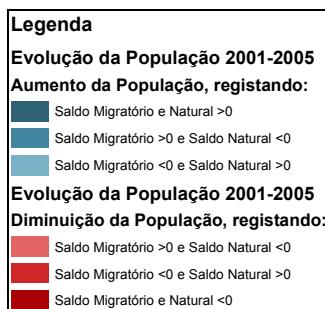 Legenda
Evolução da População 2001-2005
Aumento da População, registando:
Saldo Migratório e Natural >0
Saldo Migratório >0 e Saldo Natural <0
Saldo Migratório <0 e Saldo Natural >0
Evolução da População 2001-2005
Diminuição da População, registando:
Saldo Migratório >0 e Saldo Natural <0
Saldo Migratório <0 e Saldo Natural >0
Saldo Migratório e Natural <0